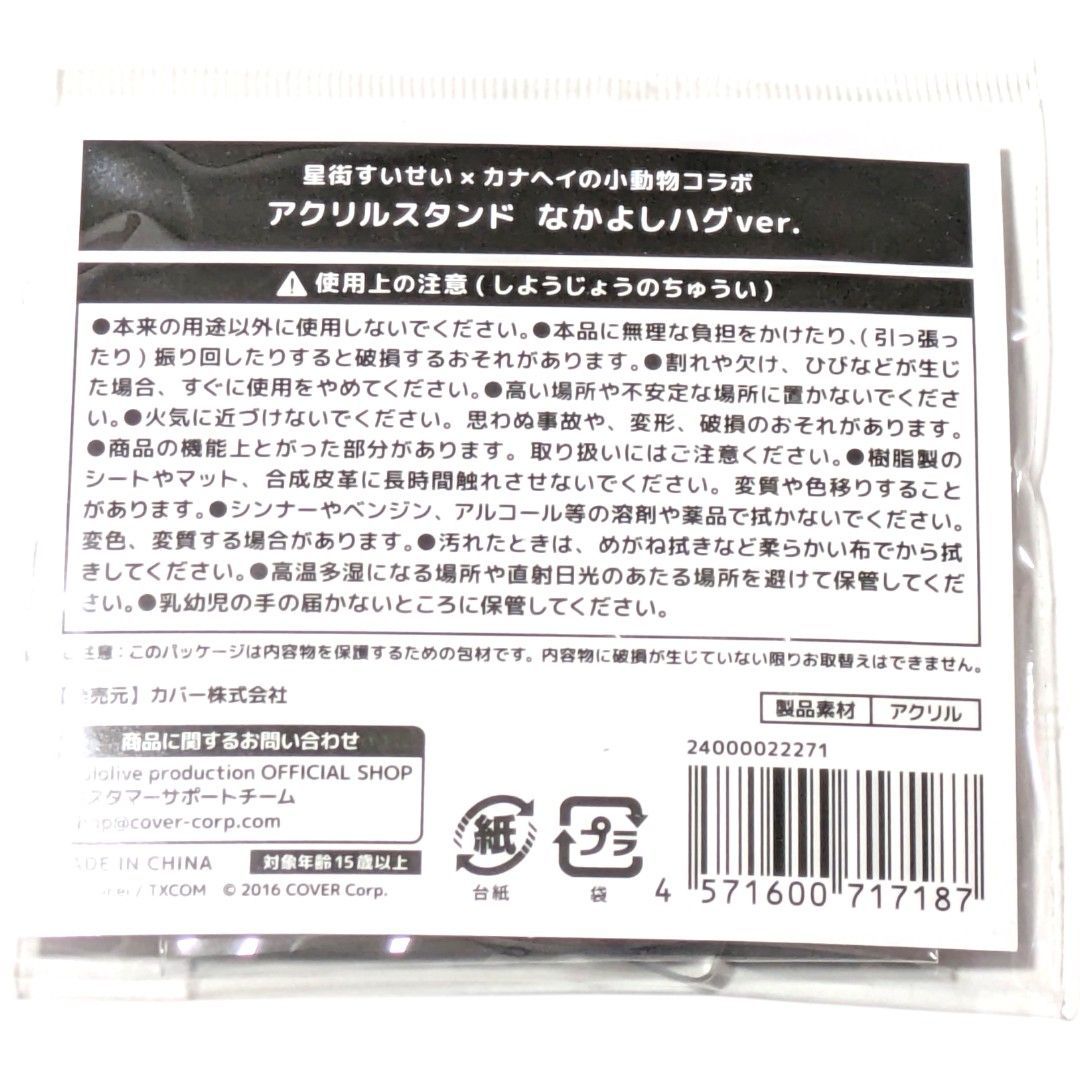 星街すいせい×カナヘイの小動物コラボ
アクリルスタンド なかよしハグver.
使用上の注意(しようじょうのちゅうい)
●本来の用途以外に使用しないでください。●本品に無理な負担をかけたり、(引っ張っ
たり)振り回したりすると破損するおそれがあります。●割れや欠け、ひびなどが生じ
た場合、すぐに使用をやめてください。●高い場所や不安定な場所に置かないでくださ
い。●火気に近づけないでください。思わぬ事故や、変形、破損のおそれがあります。
●商品の機能上とがった部分があります。取り扱いにはご注意ください。●樹脂製の
シートやマット、合成皮革に長時間触れさせないでください。変質や色移りすること
があります。●シンナーやベンジン、アルコール等の溶剤や薬品で拭かないでください。
変色、変質する場合があります。●汚れたときは、めがね拭きなど柔らかい布でから拭
きしてください。●高温多湿になる場所や直射日光のあたる場所を避けて保管してくだ
さい。●乳幼児の手の届かないところに保管してください。
注意:このパッケージは内容物を保護するための包材です。内容物に破損が生じていない限りお取替えはできません。
売元】カバー株式会社
製品素材 アクリル
商品に関するお問い合わせ
production OFFICIAL SHOP
スタマーサポートチーム
@cover-corp.com
IN CHINA 対象年齢15歳以上
/ TXCOM © 2016 COVER Corp.
紙
台紙
プラ
袋
24000022271
4 571600 717187